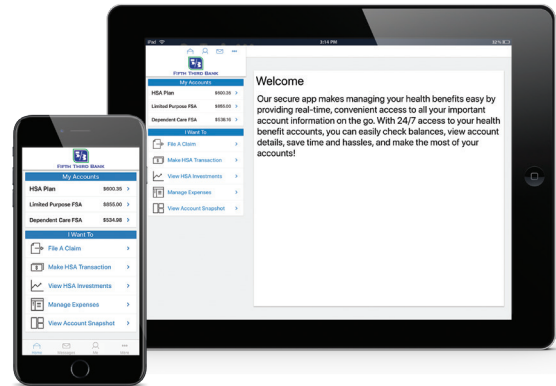 iPad
3:14 PM
FIFTH THIRD BANK
My Accounts
HSA Plan $600.35 >
Limited Purpose FSA $855.00 >
Dependent Care FSA >
I Want To
File A Claim >
Make HSA Transaction >
View HSA Investments >
Manage Expenses >
View Account Snapshot >
Welcome
Our secure app makes managing your health benefits easy by
providing real-time, convenient access to all your important
account information on the go. With 24/7 access to your health
benefit accounts, you can easily check balances, view account
details, save time and hassles, and make the most of your
accounts!
FIFTH THIRD BANK
My Accounts
HSA Plan $600.35 >
Limited Purpose FSA $855.00 >
Dependent Care FSA $534.98 >
I Want To
File A Claim >
Make HSA Transaction >
View HSA Investments >
Manage Expenses >
View Account Snapshot >
Home Messages Me More